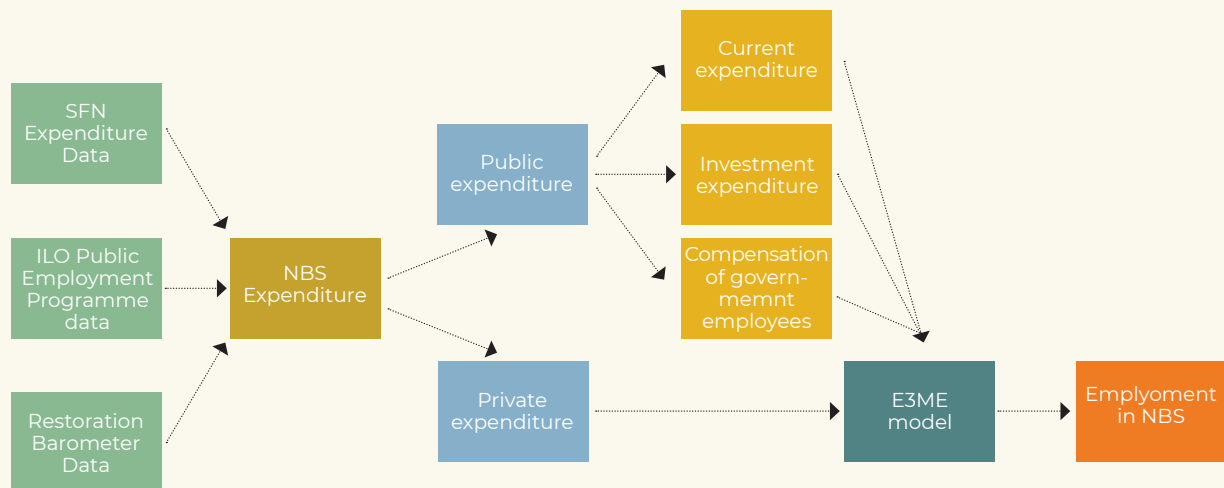 SFN
Expenditure
Data
ILO Public
Employment
Programme
data
Restoration
Barometer
Data
NBS
Expenditure
Public
expenditure
Private
expenditure
Current
expenditure
Investment
expenditure
Compensation
of govern-
memnt
employees
E3ME
model
Emplyoment
in NBS